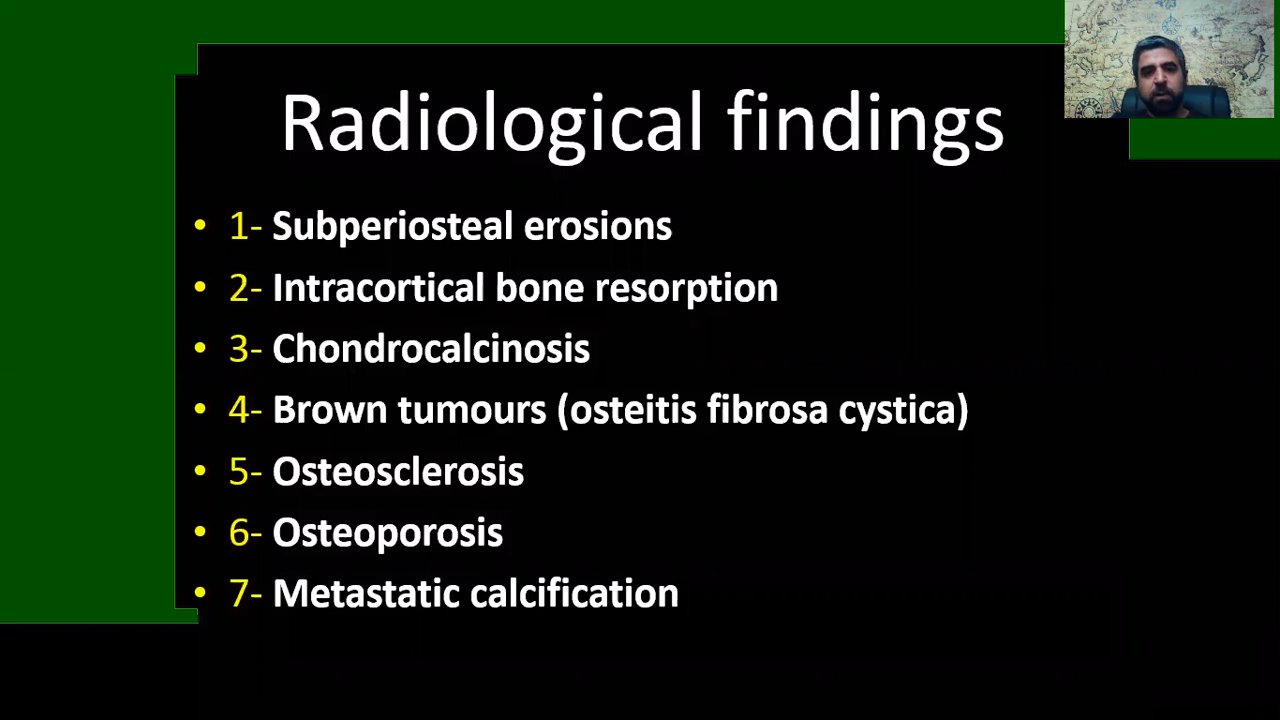 Radiological findings
• 1- Subperiosteal erosions
• 2- Intracortical bone resorption
• 3- Chondrocalcinosis
• 4- Brown tumours (osteitis fibrosa cystica)
• 5- Osteosclerosis
• 6- Osteoporosis
• 7- Metastatic calcification